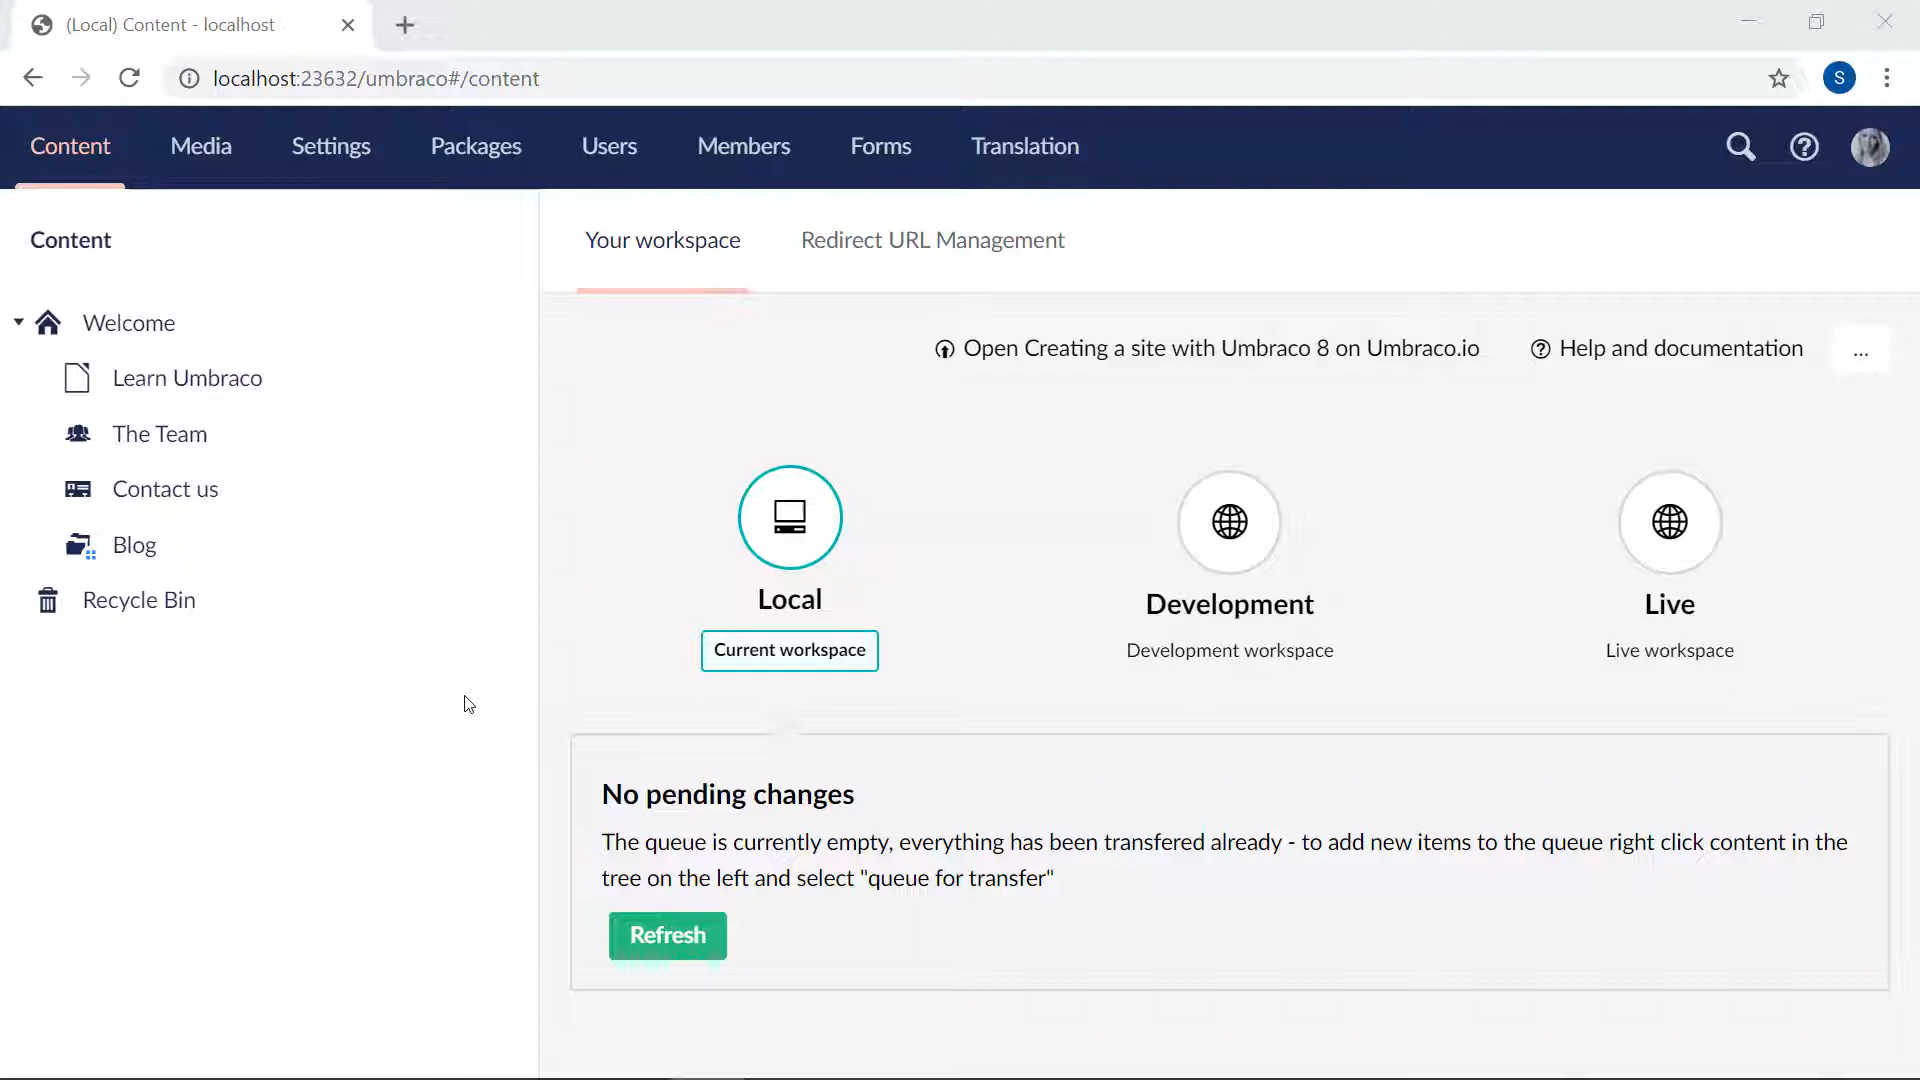 (Local) Content - localhost
localhost:23632/umbraco#/content
S
Content Media Settings Packages Users Members Forms Translation
Content
Your workspace Redirect URL Management
Welcome
Learn Umbraco
The Team
Contact us
Blog
Recycle Bin
Open Creating a site with Umbraco 8 on Umbraco.io Help and documentation ...
Local Development Live
Current workspace Development workspace Live workspace
No pending changes
The queue is currently empty, everything has been transfered already - to add new items to the queue right click content in the
tree on the left and select "queue for transfer"
Refresh